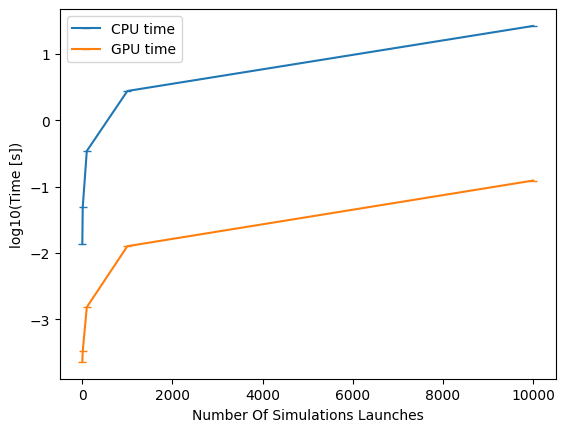 CPU time
GPU time
1
0
−1
−2
−3
log10(Time [s])
0
2000
4000
6000
8000
10000
Number Of Simulations Launches